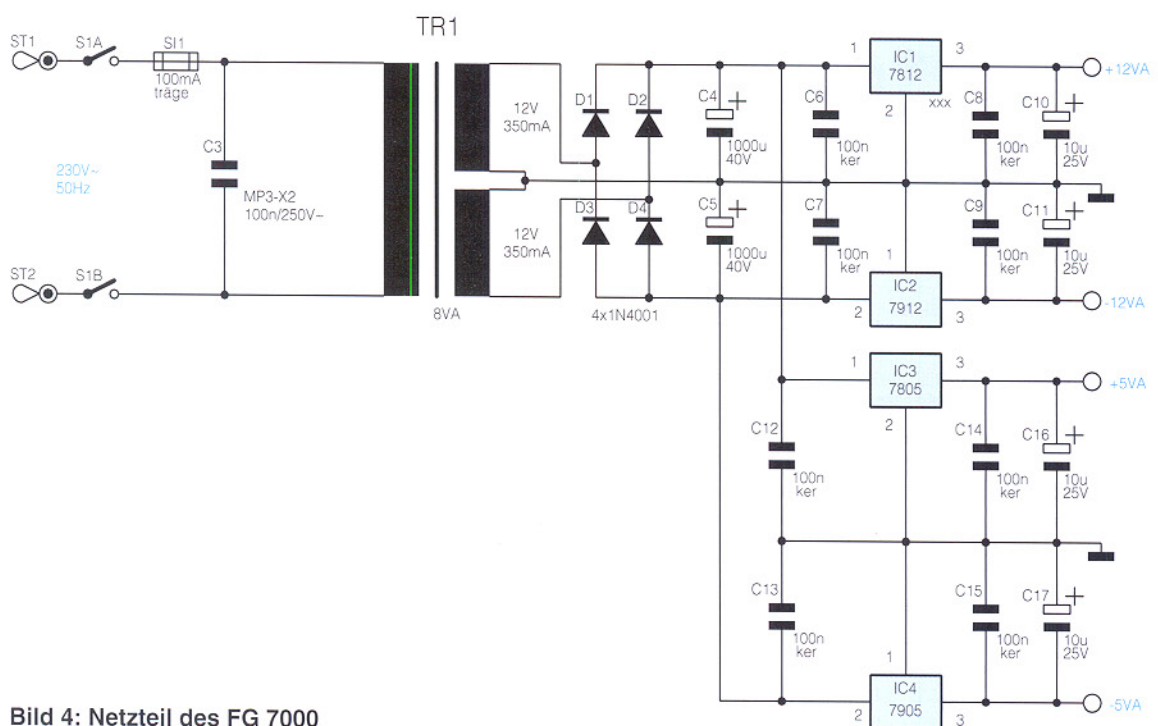 TR1
ST1
S1A
SI1
100mA
träge
C3
MP3-X2
100n/250V~
230V~
50Hz
ST2
S1B
8VA
12V
350mA
12V
350mA
D1
D2
D3
D4
4x1N4001
C4
+
1000u
40V
C5
+
1000u
40V
C6
100n
ker
C7
100n
ker
1
IC1
7812
3
2
xxx
C8
100n
ker
C10
+
10u
25V
+12VA
C9
100n
ker
C11
+
10u
25V
1
IC2
7912
2
3
-12VA
1
IC3
7805
3
2
+5VA
C12
100n
ker
C14
100n
ker
C16
+
10u
25V
C13
100n
ker
C15
100n
ker
C17
+
10u
25V
1
IC4
7905
2
3
-5VA
Bild 4: Netzteil des FG 7000